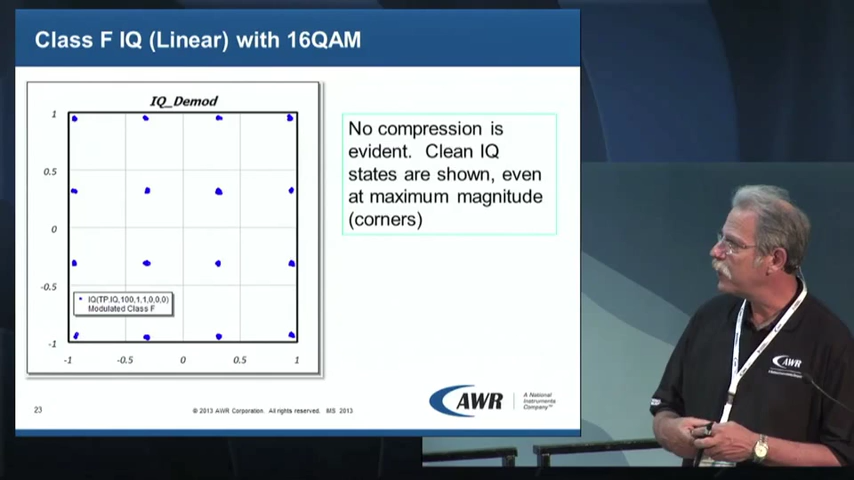 Class F IQ (Linear) with 16QAM
IQ_Demod
1
0.5
0
-0.5
-1
-1
-0.5
0
0.5
1
IQ(TP.IQ,100,1,1,0,0,0)
Modulated Class F
No compression is
evident. Clean IQ
states are shown, even
at maximum magnitude
(corners)
23
© 2013 AWR Corporation. All rights reserved. IMS 2013
AWR
A National
Instruments
Company™
AWR